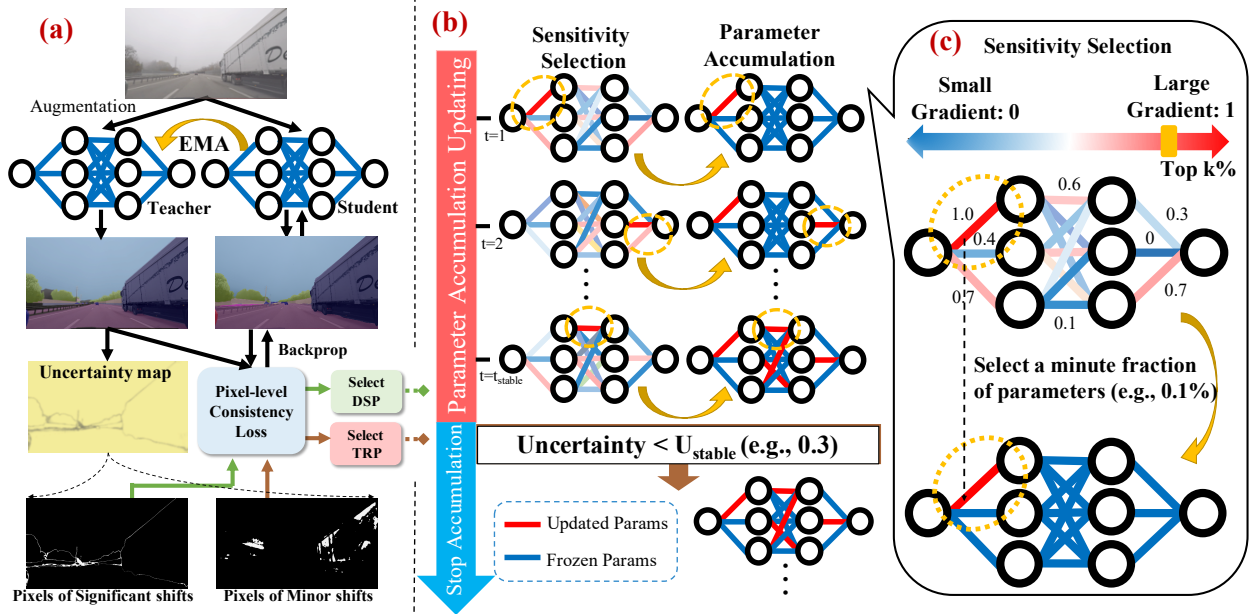 (a)
Augmentation
EMA
Teacher
Student
Backprop
Uncertainty map
Pixel-level
Consistency
Loss
Select
DSP
Select
TRP
Pixels of Significant shifts
Pixels of Minor shifts
(b)
Parameter Accumulation Updating
Stop Accumulation
Sensitivity
Selection
Parameter
Accumulation
t=1
t=2
t=t_stable
Uncertainty < U_stable (e.g., 0.3)
Updated Params
Frozen Params
(c)
Sensitivity Selection
Small
Gradient: 0
Large
Gradient: 1
Top k%
0.6
1.0
0.3
0.4
0
0.7
0.7
0.1
Select a minute fraction
of parameters (e.g., 0.1%)